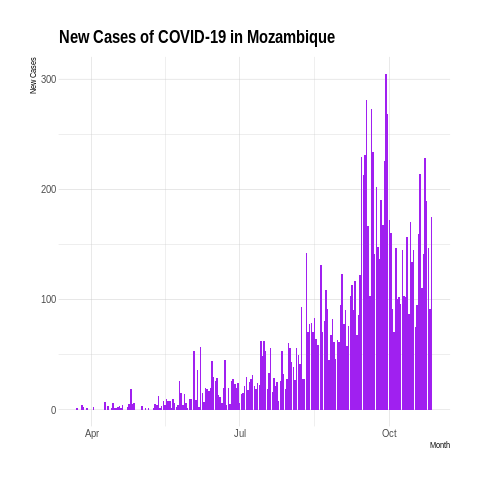 New Cases of COVID-19 in Mozambique
New Cases
300
200
100
0
Apr
Jul
Oct
Month